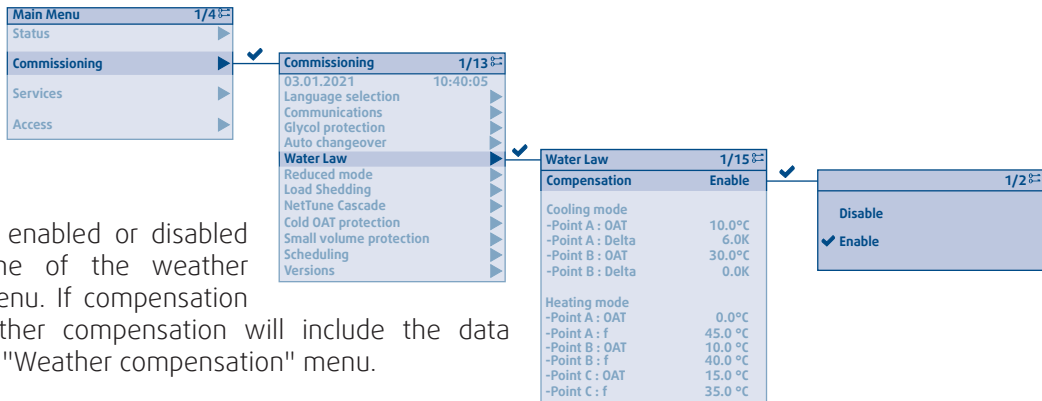 Main Menu 1/4
Status
Commissioning
Services
Access
Commissioning 1/13
03.01.2021 10:40:05
Language selection
Communications
Glycol protection
Auto changeover
Water Law
Reduced mode
Load Shedding
NetTune Cascade
Cold OAT protection
Small volume protection
Scheduling
Versions
Water Law 1/15
Compensation Enable
Cooling mode
-Point A : OAT 10.0°C
-Point A : Delta 6.0K
-Point B : OAT 30.0°C
-Point B : Delta 0.0K
Heating mode
-Point A : OAT 0.0°C
-Point A : f 45.0 °C
-Point B : OAT 10.0 °C
-Point B : f 40.0 °C
-Point C : OAT 15.0 °C
-Point C : f 35.0 °C
1/2
Disable
Enable
enabled or disabled
of the weather
If compensation
compensation will include the data
"Weather compensation" menu.